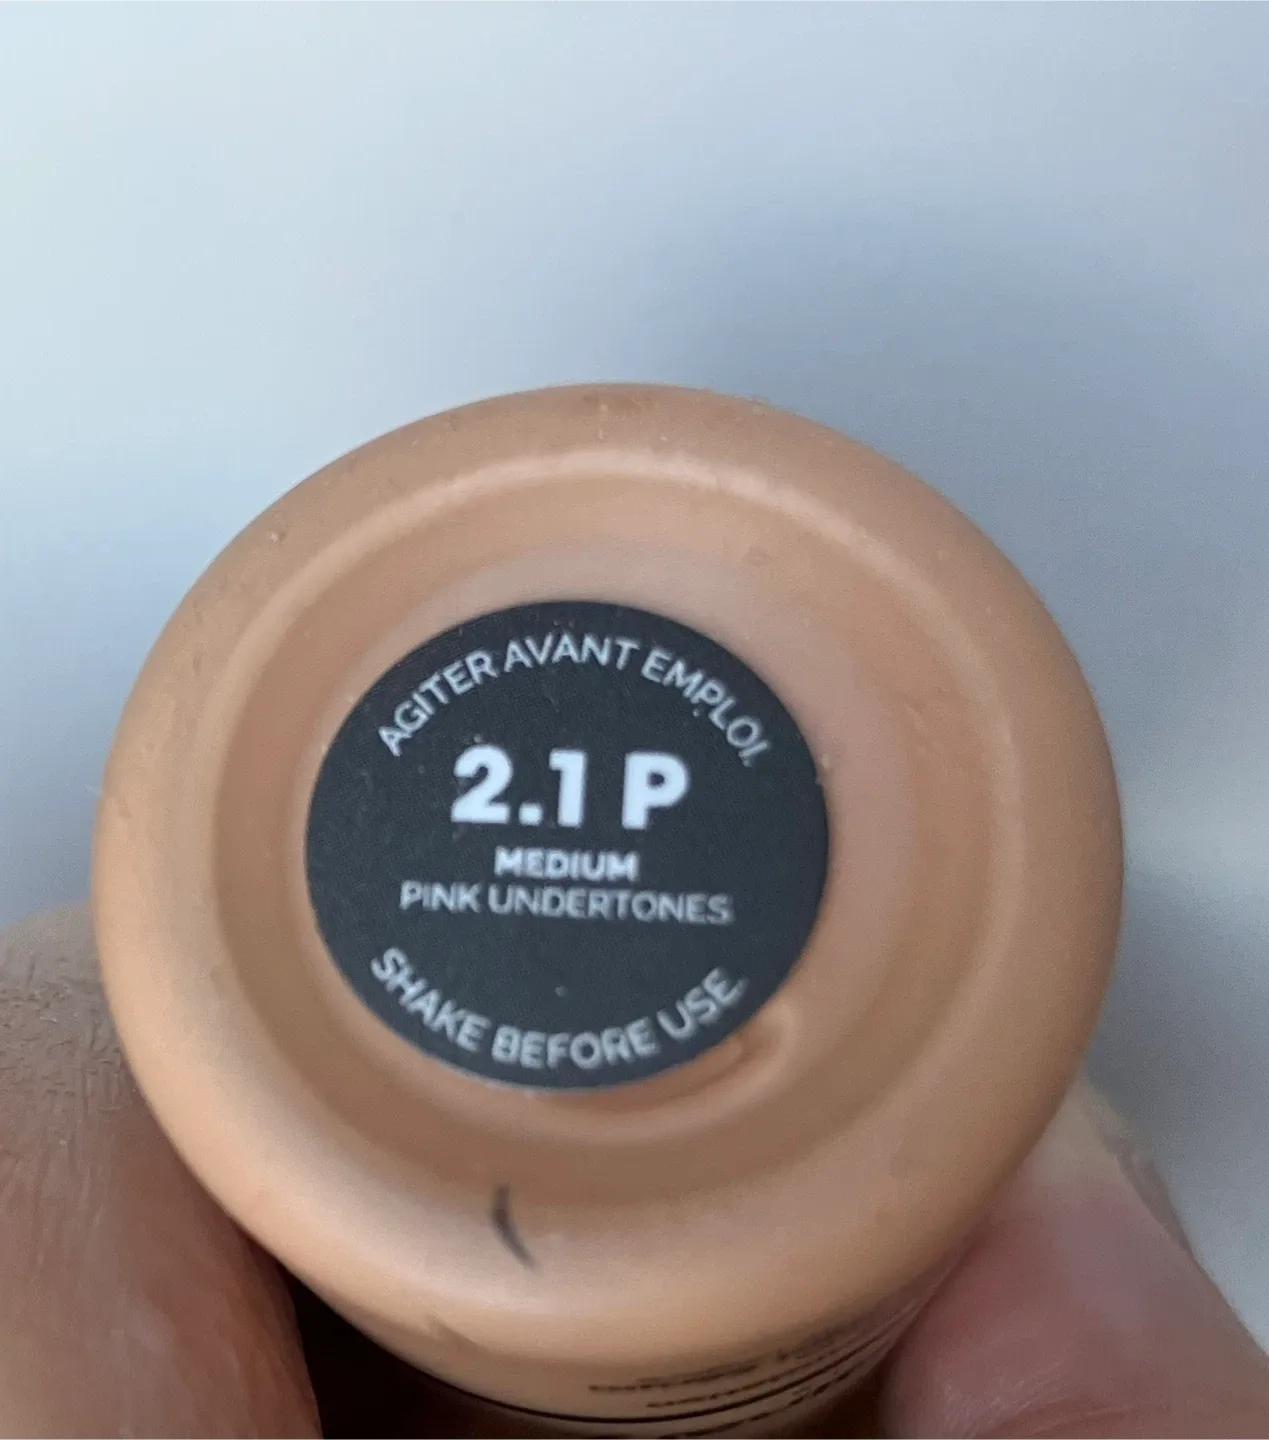 AGITER AVANT EMPLOI.
2.1 P
MEDIUM
PINK UNDERTONES
SHAKE BEFORE USE.